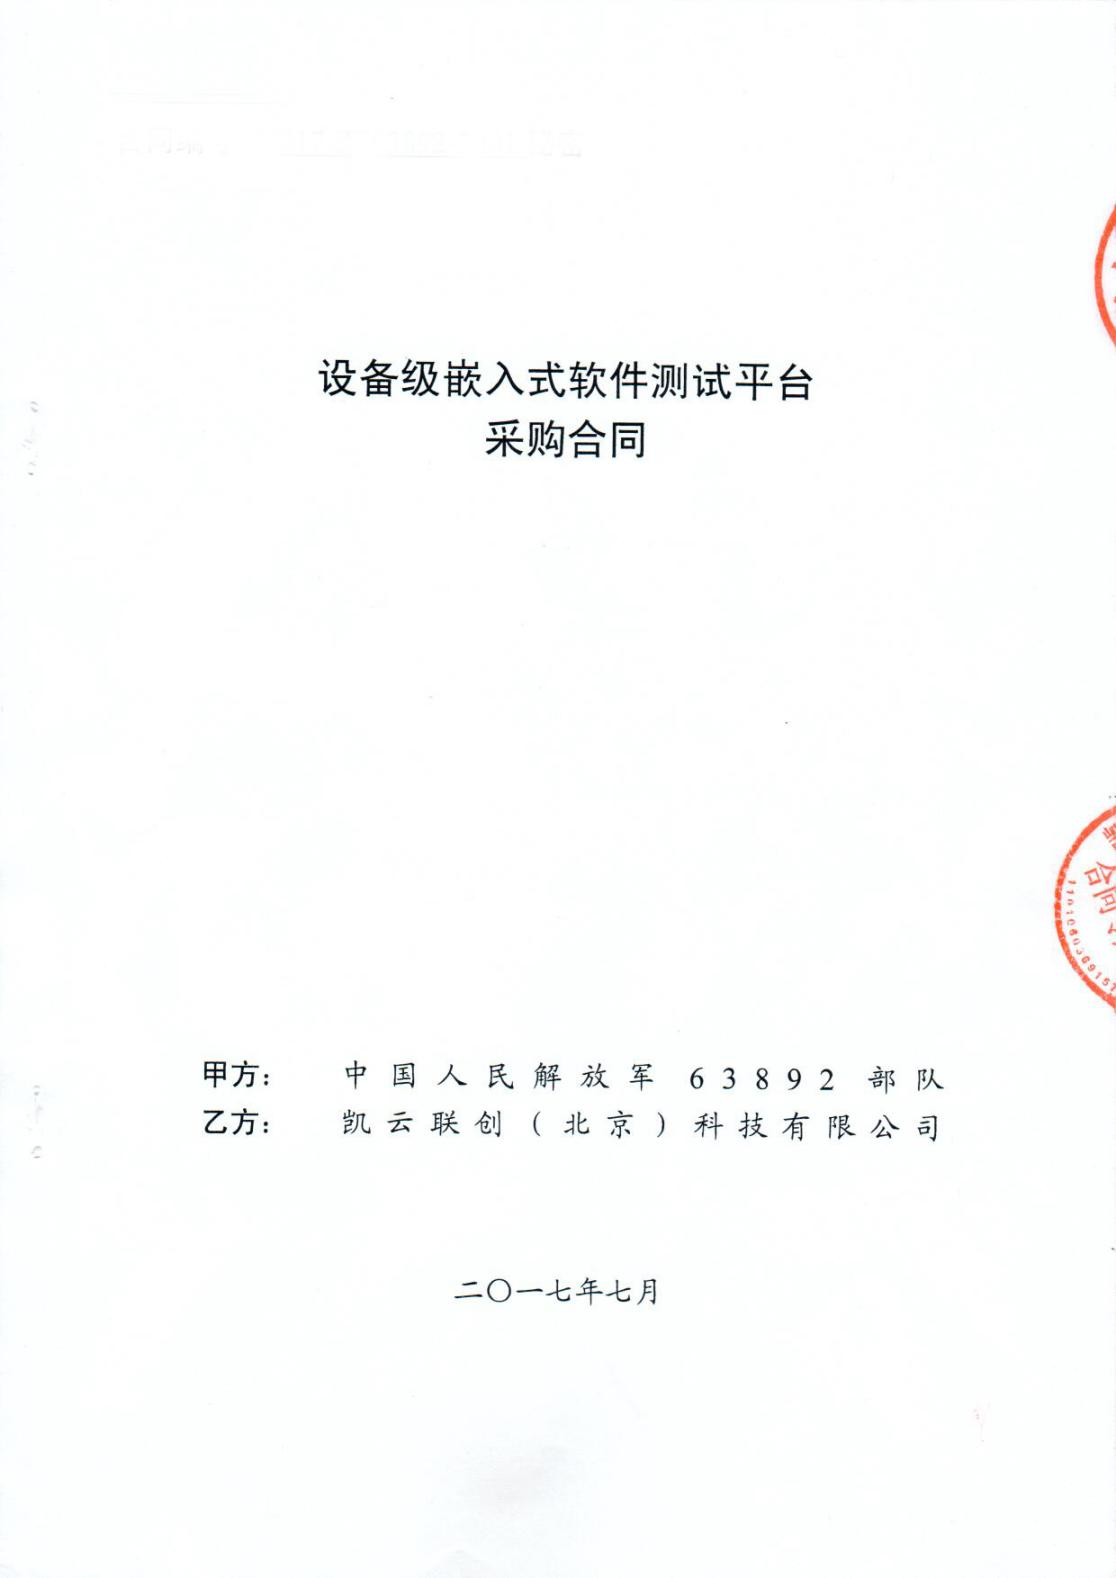 设备级嵌入式软件测试平台
采购合同
合同
甲方： 中国人民解放军63892部队
乙方： 凯云联创（北京）科技有限公司
二〇一七年七月